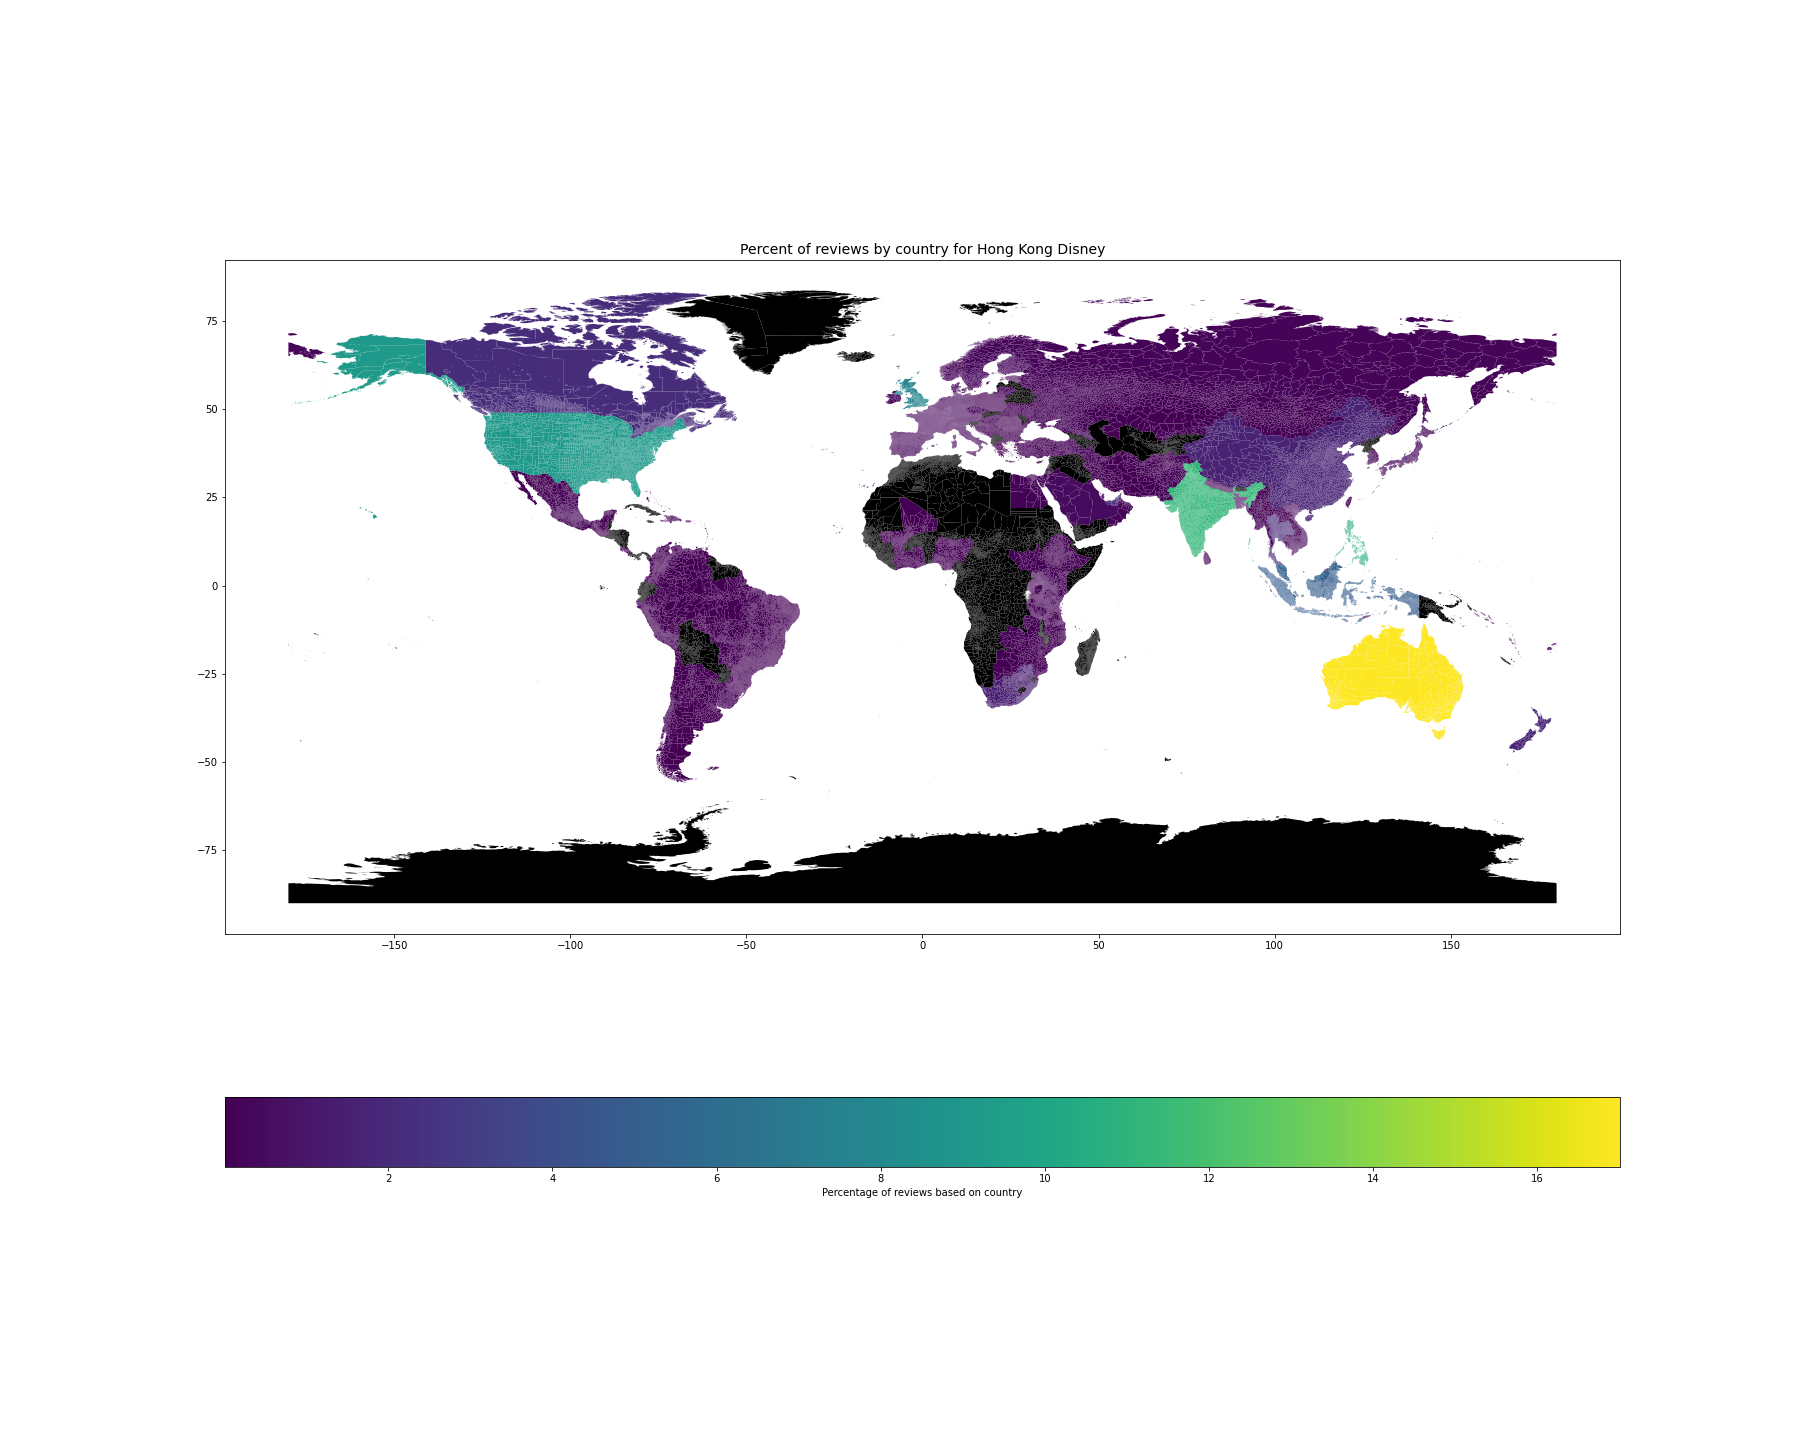 Percent of reviews by country for Hong Kong Disney
75
50
25
0
−25
−50
−75
−150 −100 −50 0 50 100 150
2 4 6 8 10 12 14 16
Percentage of reviews based on country